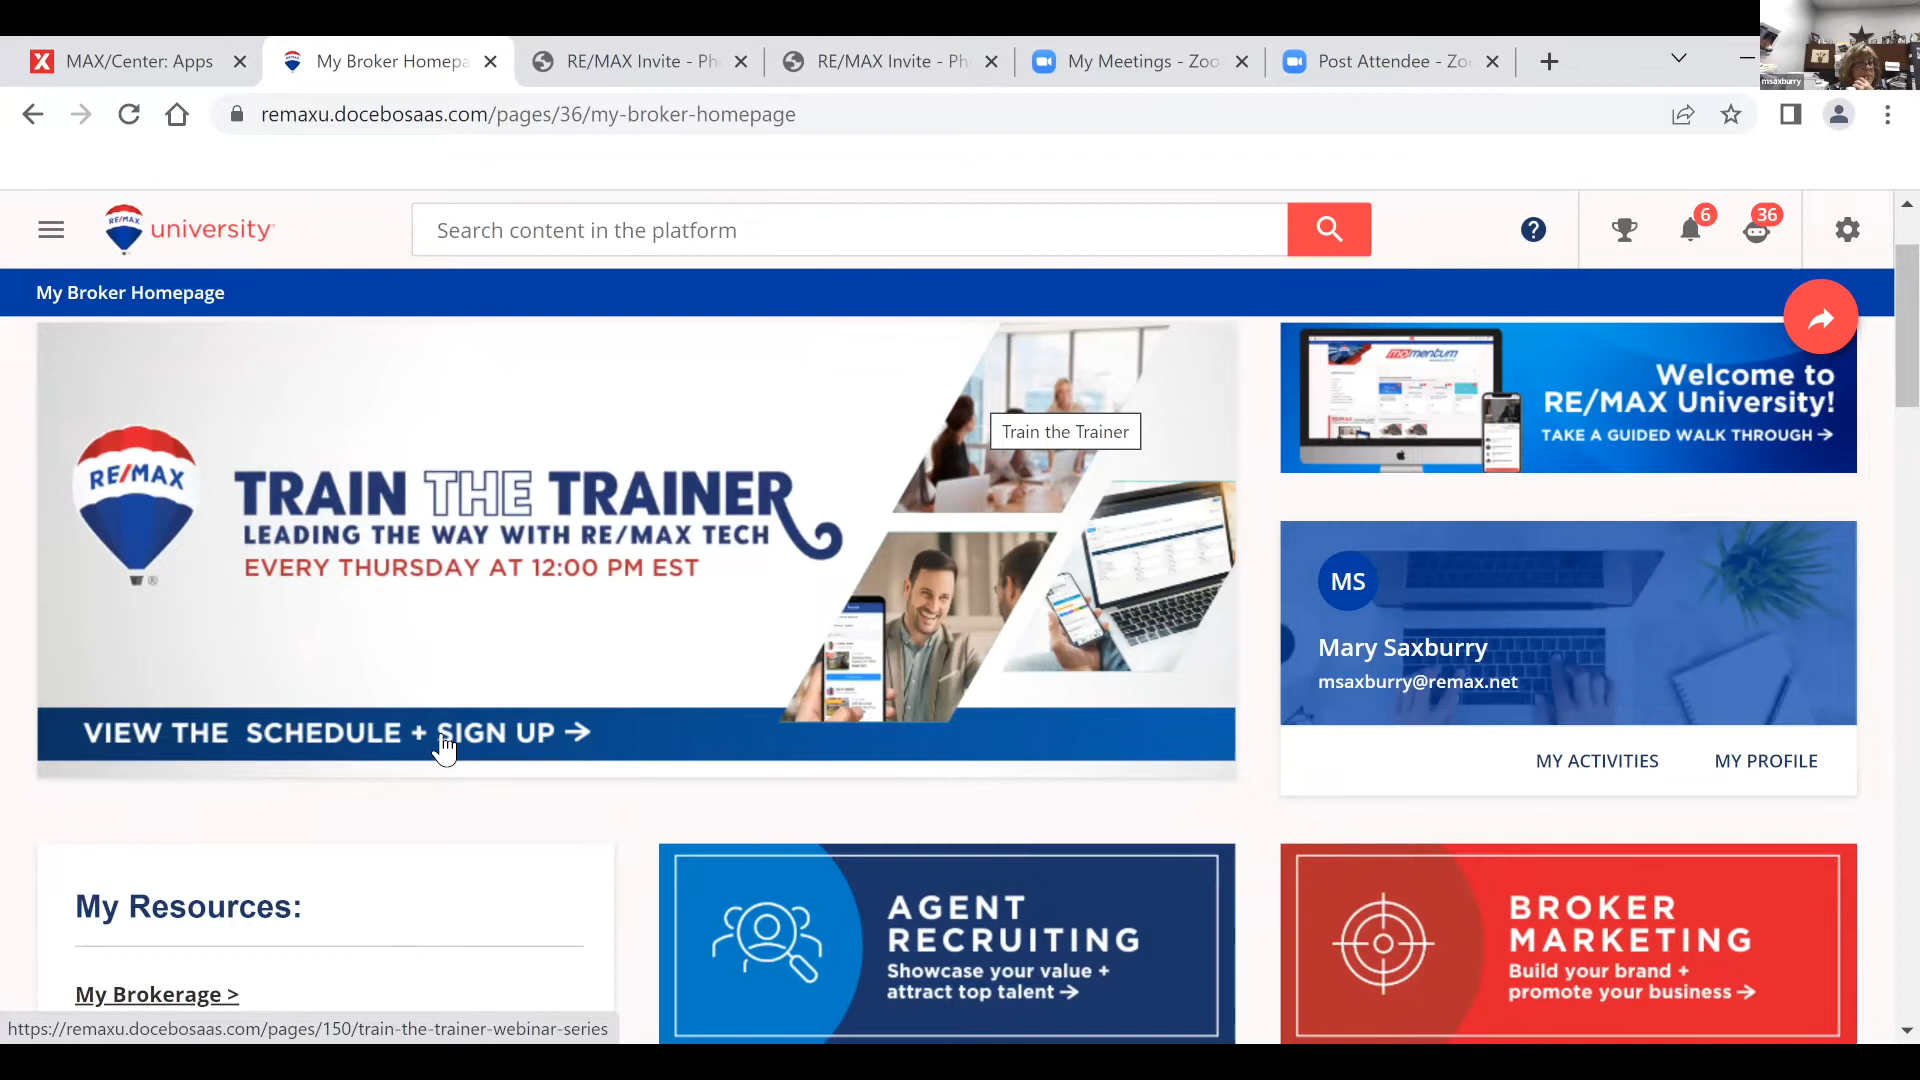 MAX/Center: Apps
My Broker Homepa
RE/MAX Invite - Ph
RE/MAX Invite - Ph
My Meetings - Zoo
Post Attendee - Zoo
msaxburry
remaxu.docebosaas.com/pages/36/my-broker-homepage
RE/MAX
university
Search content in the platform
?
6
36
My Broker Homepage
Train the Trainer
RE/MAX
TRAIN THE TRAINER
LEADING THE WAY WITH RE/MAX TECH
EVERY THURSDAY AT 12:00 PM EST
VIEW THE SCHEDULE + SIGN UP →
momentum
Welcome to
RE/MAX University!
TAKE A GUIDED WALK THROUGH →
MS
Mary Saxburry
msaxburry@remax.net
MY ACTIVITIES
MY PROFILE
My Resources:
My Brokerage >
AGENT
RECRUITING
Showcase your value +
attract top talent →
BROKER
MARKETING
Build your brand +
promote your business →
https://remaxu.docebosaas.com/pages/150/train-the-trainer-webinar-series